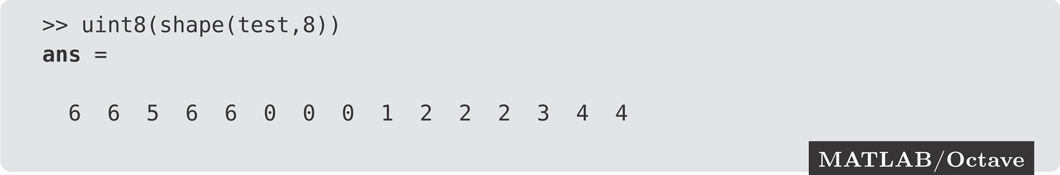 >> uint8(shape(test,8))
ans =
6 6 5 6 6 0 0 0 1 2 2 2 3 4 4
MATLAB/Octave